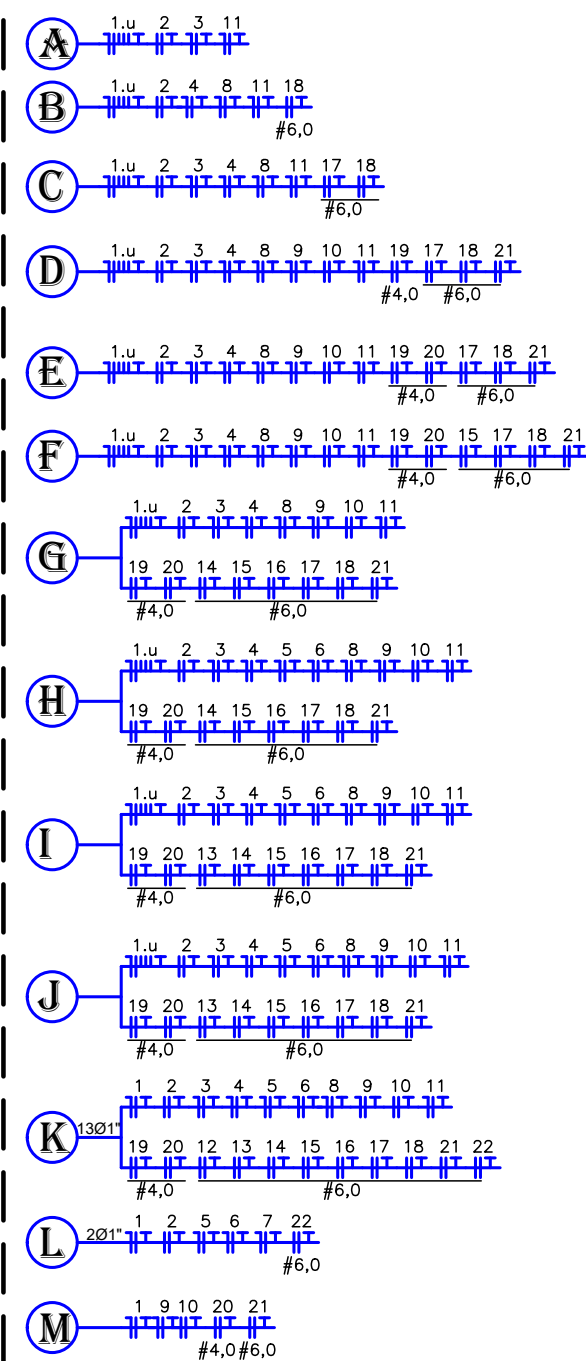 A 1.u 2 3 11
B 1.u 2 4 8 11 18
#6,0
C 1.u 2 3 4 8 11 17 18
#6,0
D 1.u 2 3 4 8 9 10 11 19 17 18 21
#4,0 #6,0
E 1.u 2 3 4 8 9 10 11 19 20 17 18 21
#4,0 #6,0
F 1.u 2 3 4 8 9 10 11 19 20 15 17 18 21
#4,0 #6,0
1.u 2 3 4 8 9 10 11
G
19 20 14 15 16 17 18 21
#4,0 #6,0
1.u 2 3 4 5 6 8 9 10 11
H
19 20 14 15 16 17 18 21
#4,0 #6,0
1.u 2 3 4 5 6 8 9 10 11
I
19 20 13 14 15 16 17 18 21
#4,0 #6,0
1.u 2 3 4 5 6 8 9 10 11
J
19 20 13 14 15 16 17 18 21
#4,0 #6,0
1 2 3 4 5 6 8 9 10 11
K 13Ø1"
19 20 12 13 14 15 16 17 18 21 22
#4,0 #6,0
L 2Ø1" 1 2 5 6 7 22
#6,0
M 1 9 10 20 21
#4,0 #6,0